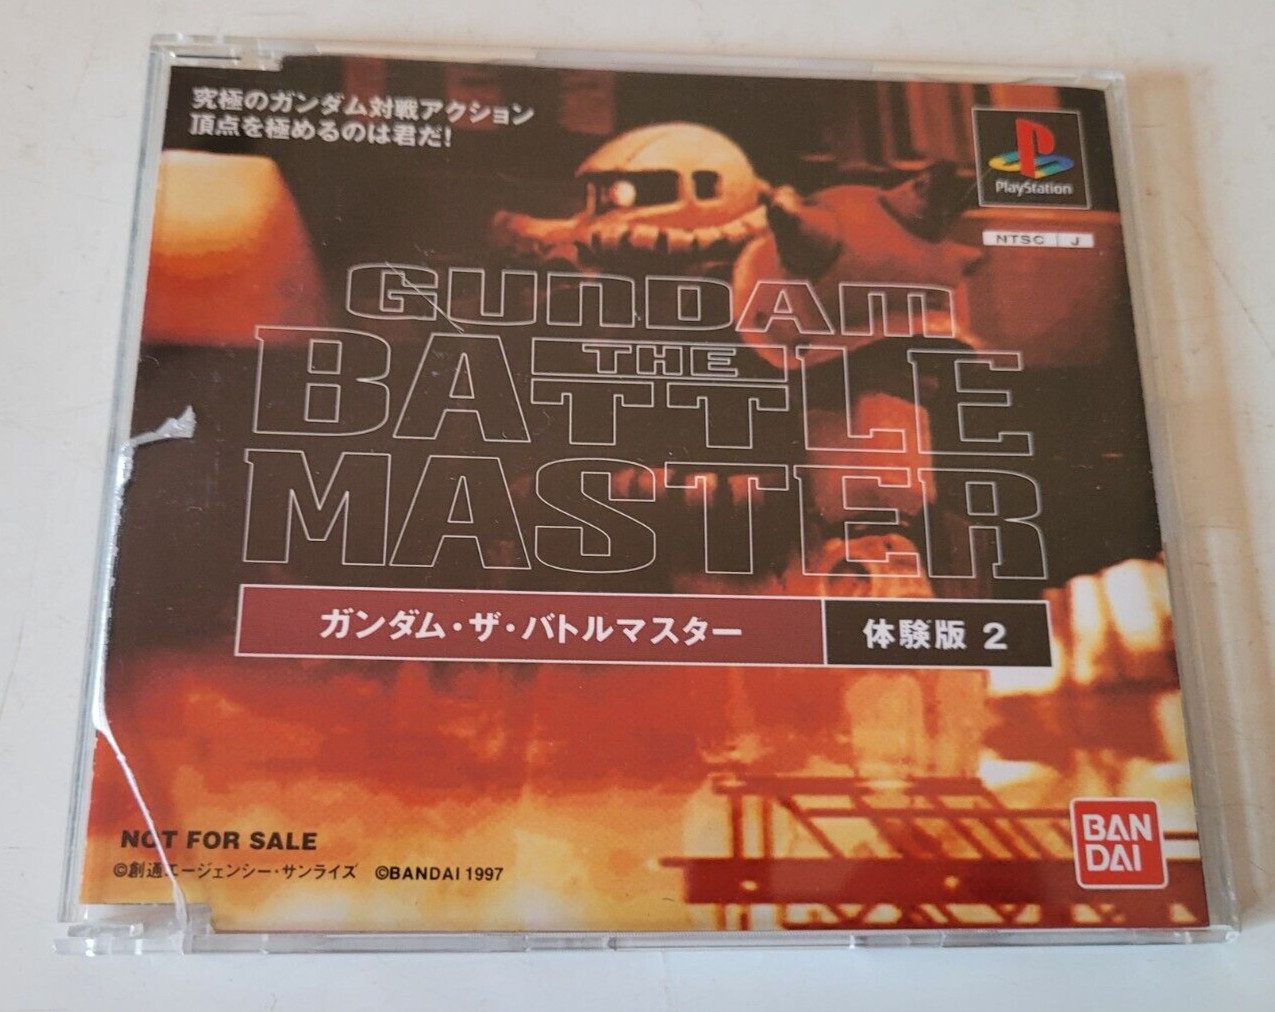 究極のガンダム対戦アクション
頂点を極めるのは君だ!
PlayStation
NTSC J
GUNDAM
THE
BATTLE
MASTER
ガンダム・ザ・バトルマスター
体験版 2
NOT FOR SALE
©創通エージェンシー・サンライズ ©BANDAI 1997
BAN
DAI